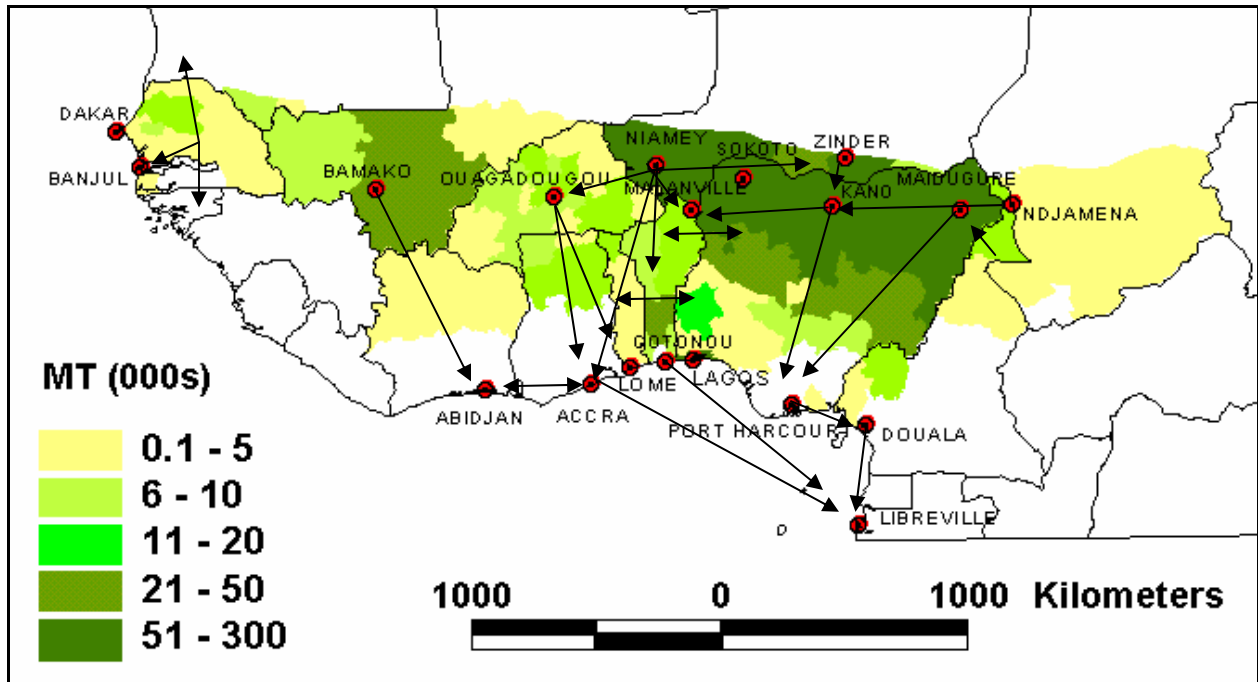 DAKAR
BANJUL
BAMAKO
OUAGADOUGOU
NIAMEY
SOKOTO
ZINDER
MALANVILLE
KANO
MAIDUGURE
NDJAMENA
COTONOU
LOME
LAGOS
ABIDJAN
ACCRA
PORT HARCOURT
DOUALA
LIBREVILLE
MT (000s)
0.1 - 5
6 - 10
11 - 20
21 - 50
51 - 300
1000 0 1000 Kilometers